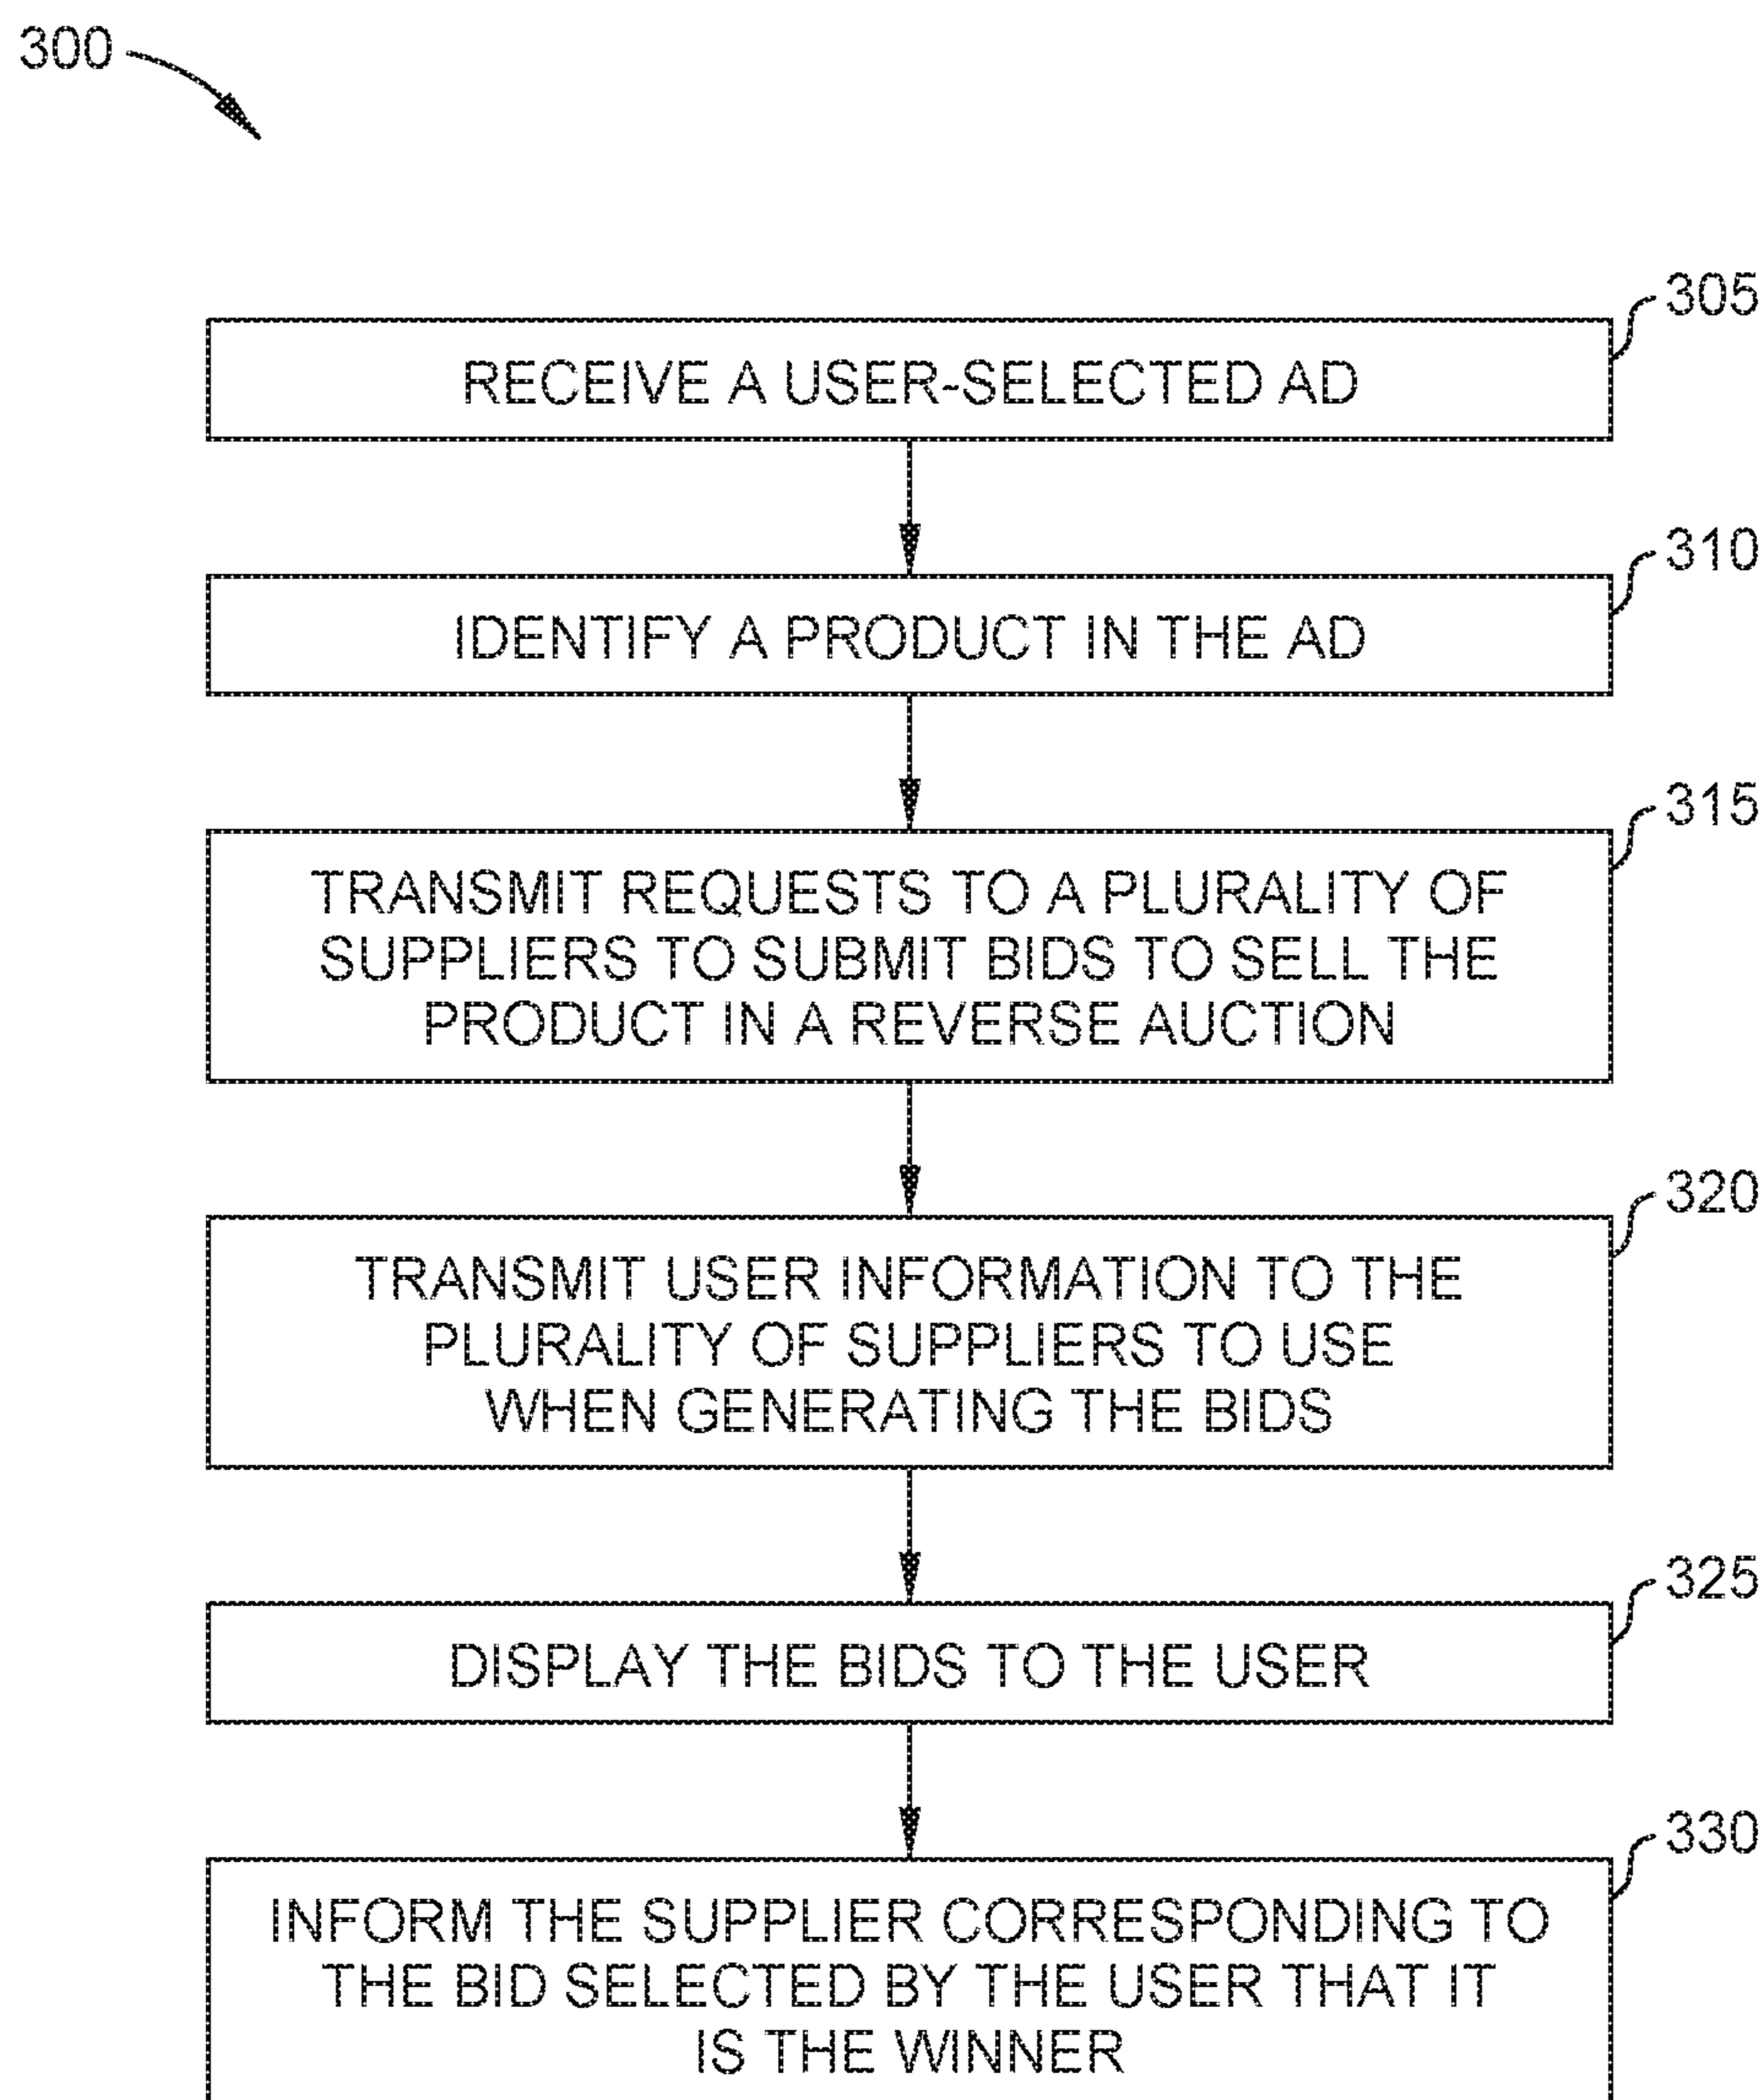 300
305
RECEIVE A USER-SELECTED AD
310
IDENTIFY A PRODUCT IN THE AD
315
TRANSMIT REQUESTS TO A PLURALITY OF
SUPPLIERS TO SUBMIT BIDS TO SELL THE
PRODUCT IN A REVERSE AUCTION
320
TRANSMIT USER INFORMATION TO THE
PLURALITY OF SUPPLIERS TO USE
WHEN GENERATING THE BIDS
325
DISPLAY THE BIDS TO THE USER
330
INFORM THE SUPPLIER CORRESPONDING TO
THE BID SELECTED BY THE USER THAT IT
IS THE WINNER